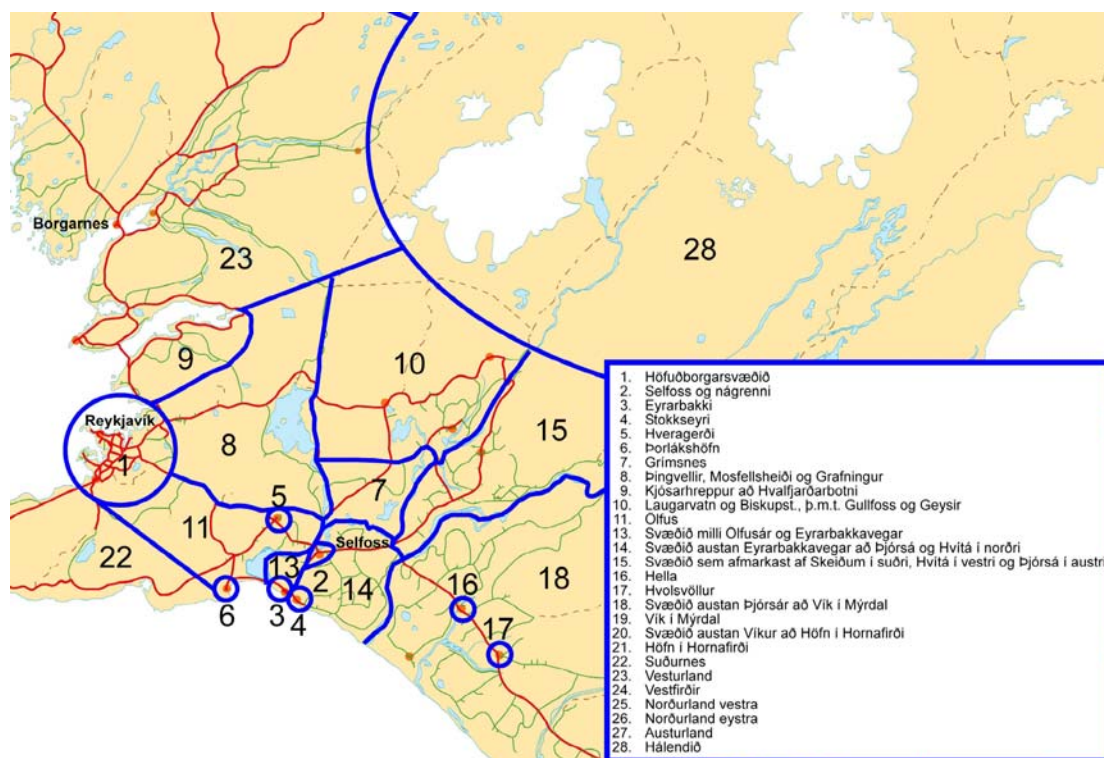 Borgarnes
23
28
9
10
Reykjavík
1
8
15
5
7
11
Selfoss
22
13
2
14
16
18
6
3
4
17
1. Höfuðborgarsvæðið
2. Selfoss og nágrenni
3. Eyrarbakki
4. Stokkseyri
5. Hveragerði
6. Þorlákshöfn
7. Grímsnes
8. Þingvellir, Mosfellsheiði og Grafningur
9. Kjósarhreppur að Hvalfjarðarbotni
10. Laugarvatn og Biskupst., þ.m.t. Gullfoss og Geysir
11. Ölfus
13. Svæðið milli Ölfusár og Eyrarbakkavegar
14. Svæðið austan Eyrarbakkavegar að Þjórsá og Hvítá í norðri
15. Svæðið sem afmarkast af Skeiðum í suðri, Hvítá í vestri og Þjórsá í austri
16. Hella
17. Hvolsvöllur
18. Svæðið austan Þjórsár að Vík í Mýrdal
19. Vík í Mýrdal
20. Svæðið austan Víkur að Höfn í Hornafirði
21. Höfn í Hornafirði
22. Suðurnes
23. Vesturland
24. Vestfirðir
25. Norðurland vestra
26. Norðurland eystra
27. Austurland
28. Hálendið